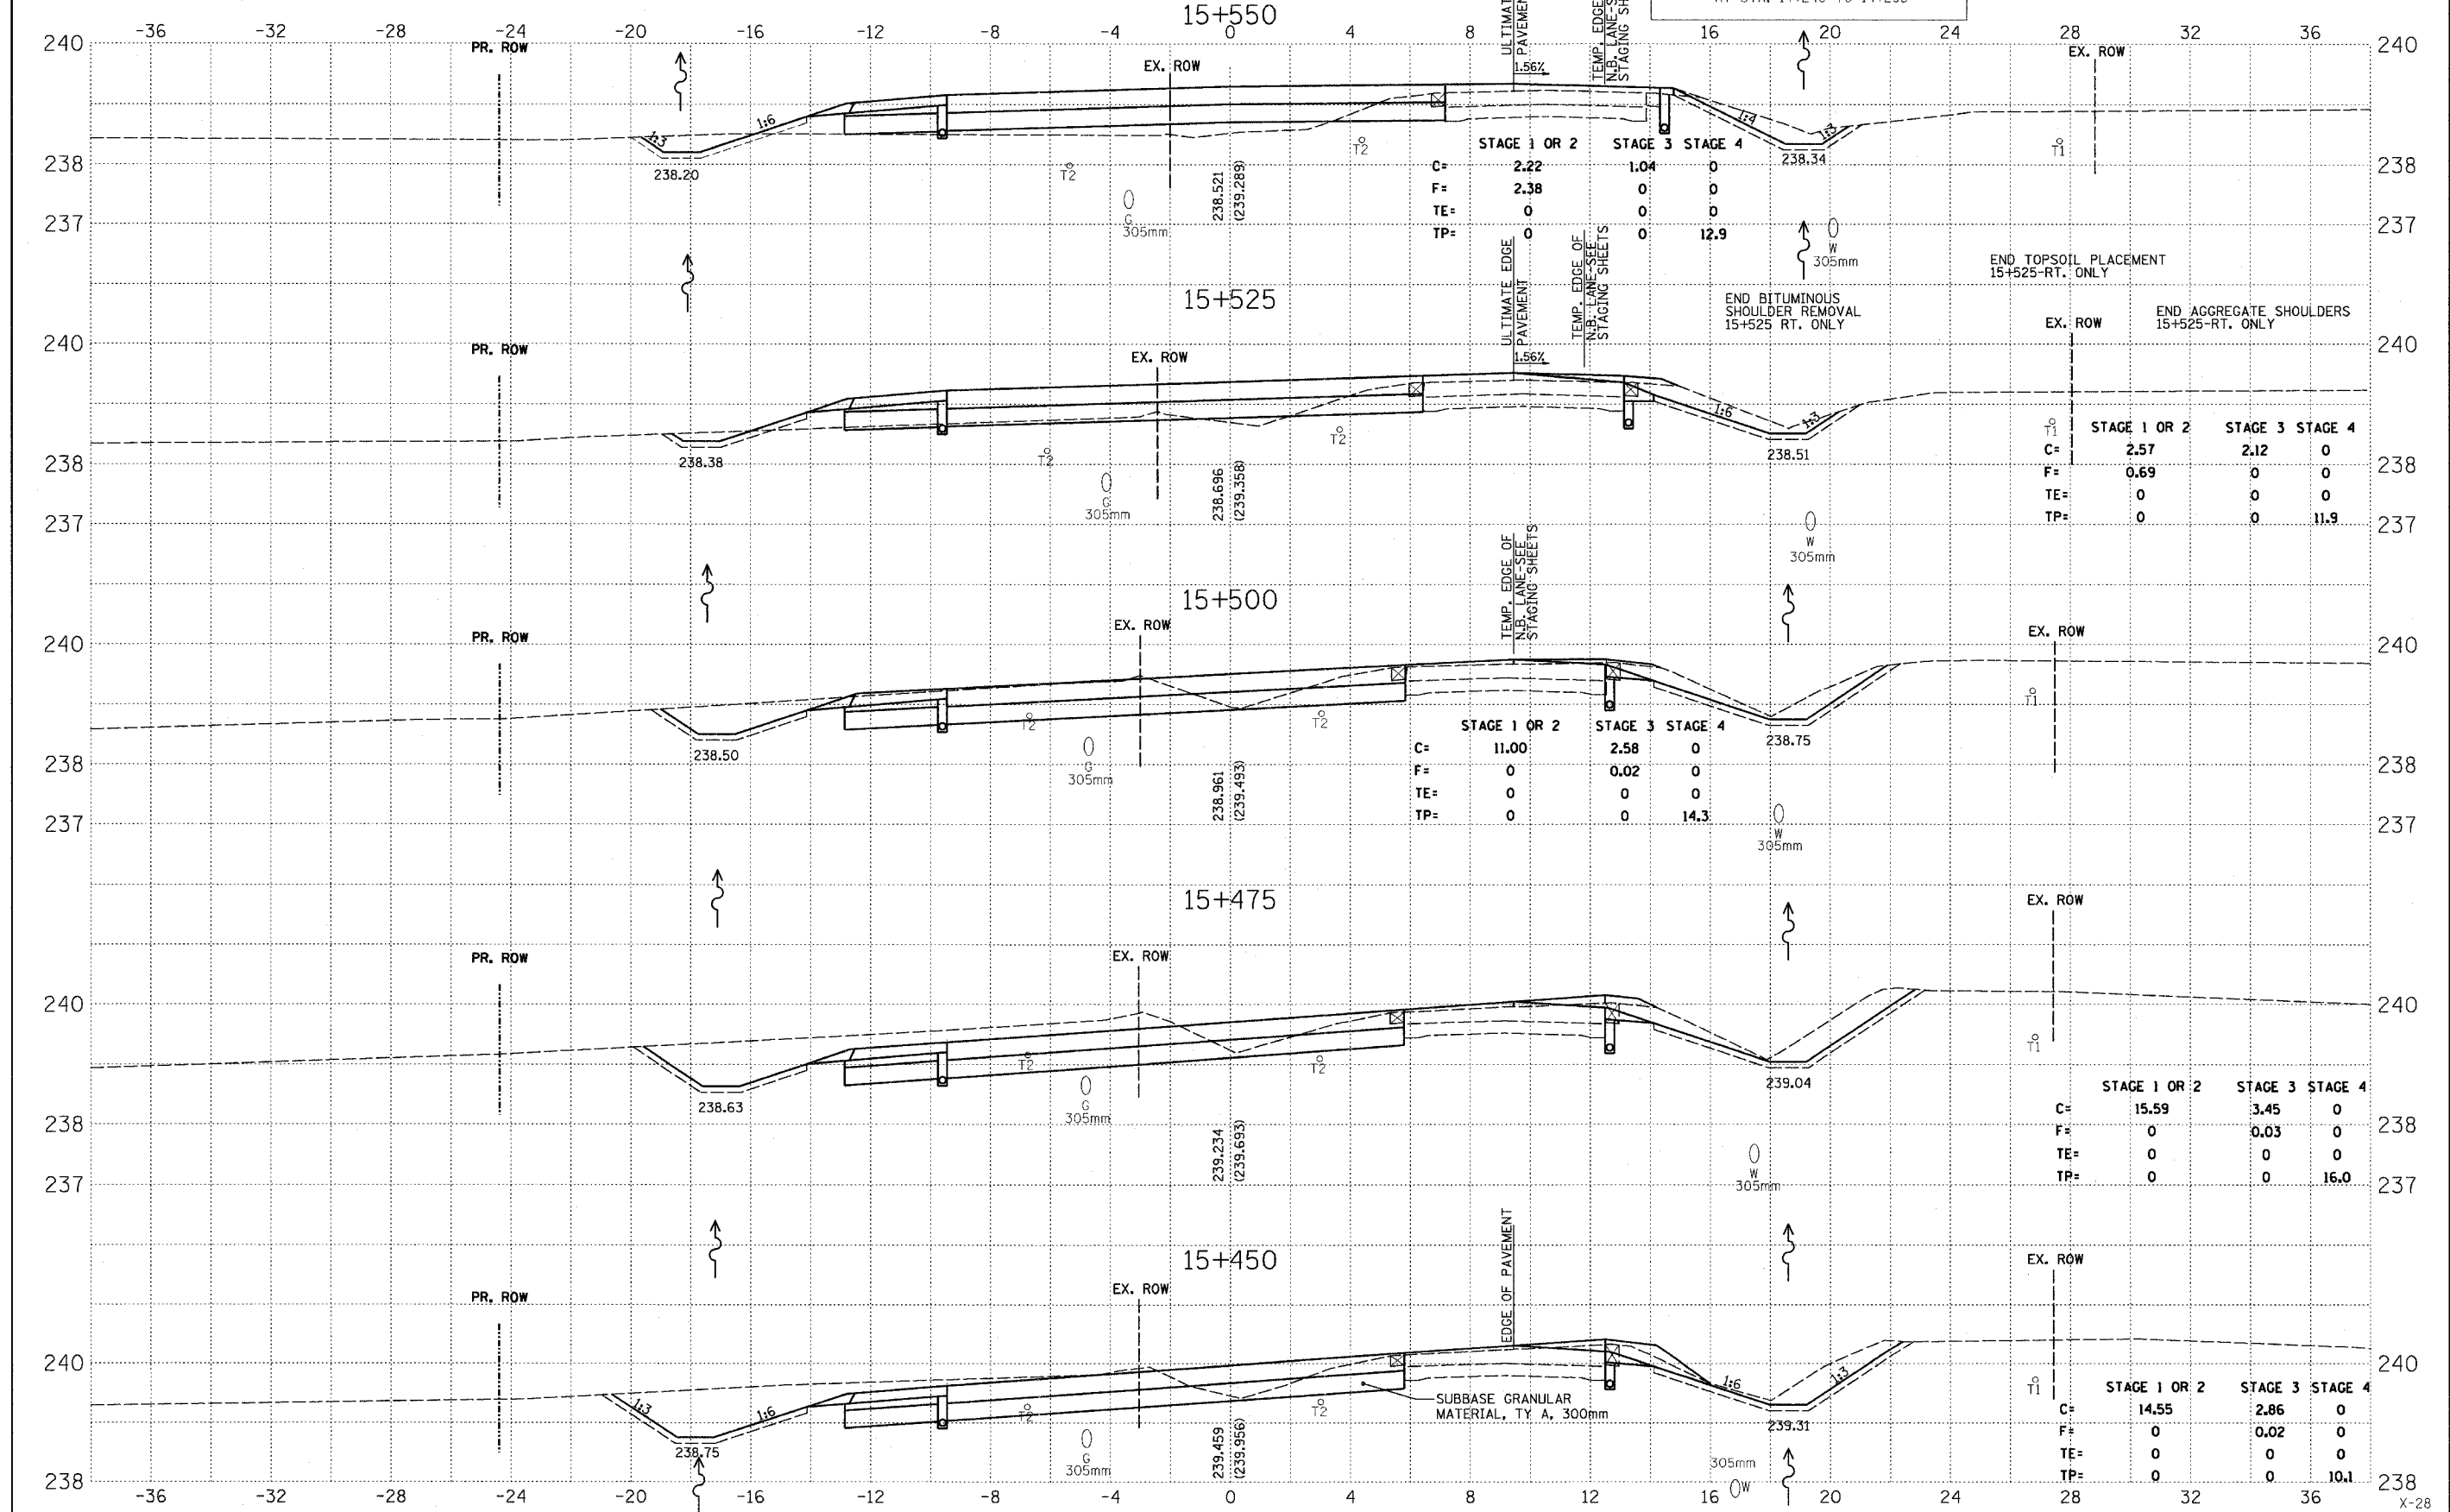 15+550
-36 -32 -28 -24 -20 -16 -12 -8 -4 0 4 8 12 16 20 24 28 32 36
240 240
PR. ROW
EX. ROW
EX. ROW
PAVEMENT
TEMP. EDGE
1.56%
1:3
1:6
1:4
1:3
238 238
238.20
238.34
T2
T2
T1
238.521
(239.289)
G
305mm
STAGE 1 OR 2 STAGE 3 STAGE 4
C= 2.22 1.04 0
F= 2.38 0 0
TE= 0 0 0
TP= 0 0 12.9
237 237
W
305mm
15+525
ULTIMATE EDGE
PAVEMENT
TEMP. EDGE OF
N.B. LANE-SEE
STAGING SHEETS
END BITUMINOUS
SHOULDER REMOVAL
15+525 RT. ONLY
END TOPSOIL PLACEMENT
15+525-RT. ONLY
END AGGREGATE SHOULDERS
15+525-RT. ONLY
240 240
PR. ROW
EX. ROW
EX. ROW
1.56%
1:6
1:3
238 238
238.38
238.51
T2
T2
T1
238.696
(239.358)
G
305mm
STAGE 1 OR 2 STAGE 3 STAGE 4
C= 2.57 2.12 0
F= 0.69 0 0
TE= 0 0 0
TP= 0 0 11.9
237 237
W
305mm
15+500
TEMP. EDGE OF
N.B. LANE-SEE
STAGING SHEETS
240 240
PR. ROW
EX. ROW
EX. ROW
238 238
238.50
238.75
T2
T2
T1
238.961
(239.493)
G
305mm
STAGE 1 OR 2 STAGE 3 STAGE 4
C= 11.00 2.58 0
F= 0 0.02 0
TE= 0 0 0
TP= 0 0 14.3
237 237
W
305mm
15+475
PR. ROW
EX. ROW
EX. ROW
240 240
T2
T2
T1
238.63
239.04
G
305mm
239.234
(239.693)
STAGE 1 OR 2 STAGE 3 STAGE 4
C= 15.59 3.45 0
F= 0 0.03 0
TE= 0 0 0
TP= 0 0 16.0
238 238
237 237
W
305mm
15+450
EDGE OF PAVEMENT
PR. ROW
EX. ROW
EX. ROW
240 240
1:3
1:6
1:6
1:3
T2
T2
T1
SUBBASE GRANULAR
MATERIAL, TY A, 300mm
238.75
239.31
G
305mm
239.459
(239.956)
305mm
W
STAGE 1 OR 2 STAGE 3 STAGE 4
C= 14.55 2.86 0
F= 0 0.02 0
TE= 0 0 0
TP= 0 0 10.1
238 238
-36 -32 -28 -24 -20 -16 -12 -8 -4 0 4 8 12 16 20 24 28 32 36
X-28